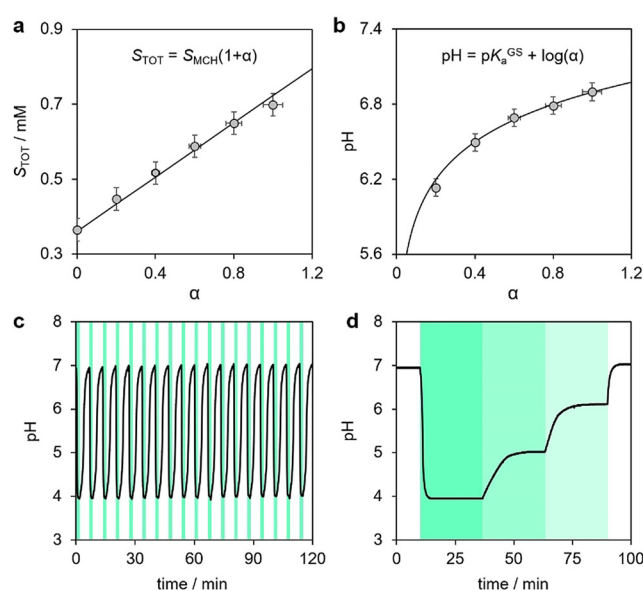 a
S_TOT = S_MCH(1+α)
0.9
0.7
0.5
0.3
S_TOT / mM
0 0.4 0.8 1.2
α
b
pH = pK_a^GS + log(α)
7.4
6.8
6.2
5.6
pH
0 0.4 0.8 1.2
α
c
8
7
6
5
4
3
pH
0 30 60 90 120
time / min
d
8
7
6
5
4
3
pH
0 25 50 75 100
time / min